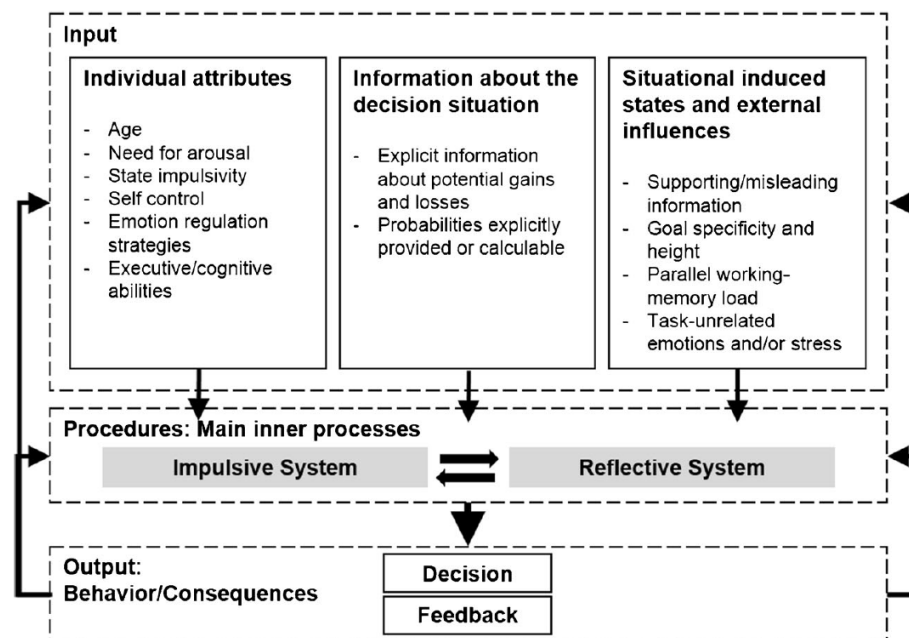 Input
Individual attributes
- Age
- Need for arousal
- State impulsivity
- Self control
- Emotion regulation
strategies
- Executive/cognitive
abilities
Information about the
decision situation
- Explicit information
about potential gains
and losses
- Probabilities explicitly
provided or calculable
Situational induced
states and external
influences
- Supporting/misleading
information
- Goal specificity and
height
- Parallel working-
memory load
- Task-unrelated
emotions and/or stress
Procedures: Main inner processes
Impulsive System
Reflective System
Output:
Behavior/Consequences
Decision
Feedback